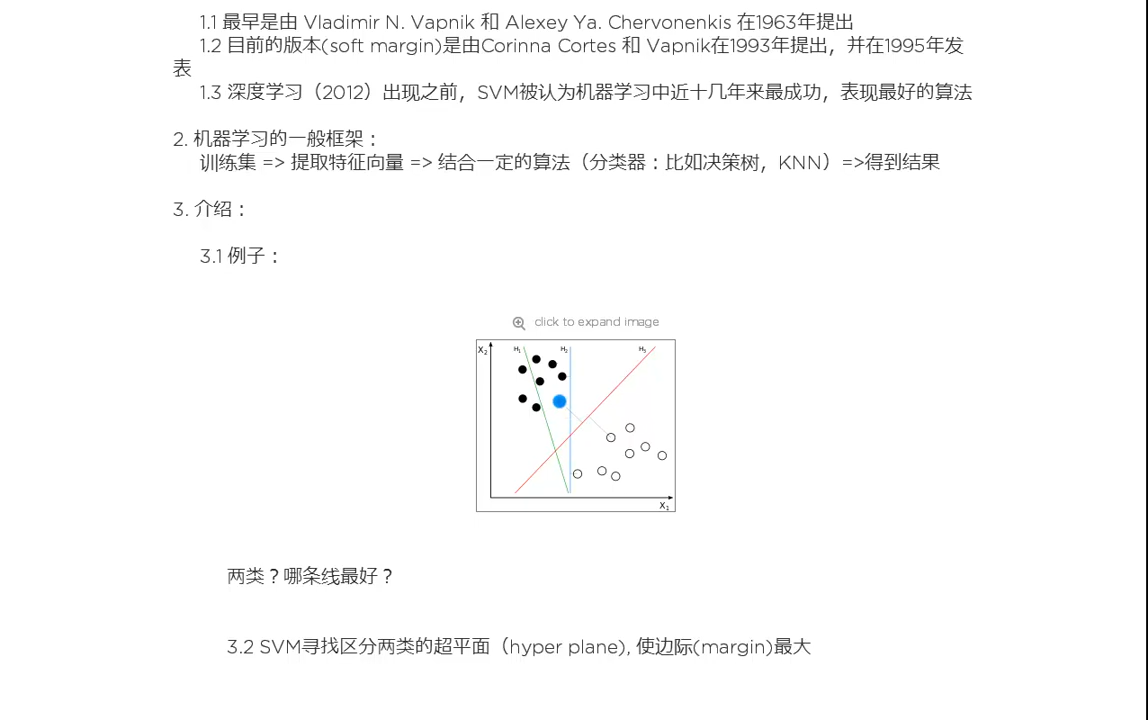 1.1 最早是由 Vladimir N. Vapnik 和 Alexey Ya. Chervonenkis 在1963年提出
1.2 目前的版本(soft margin)是由Corinna Cortes 和 Vapnik在1993年提出，并在1995年发
表
1.3 深度学习（2012）出现之前，SVM被认为机器学习中近十几年来最成功，表现最好的算法
2. 机器学习的一般框架：
训练集 => 提取特征向量 => 结合一定的算法（分类器：比如决策树，KNN）=>得到结果
3. 介绍：
3.1 例子：
click to expand image
X₂ H₁ H₂ H₃
X₁
两类？哪条线最好？
3.2 SVM寻找区分两类的超平面（hyper plane), 使边际(margin)最大